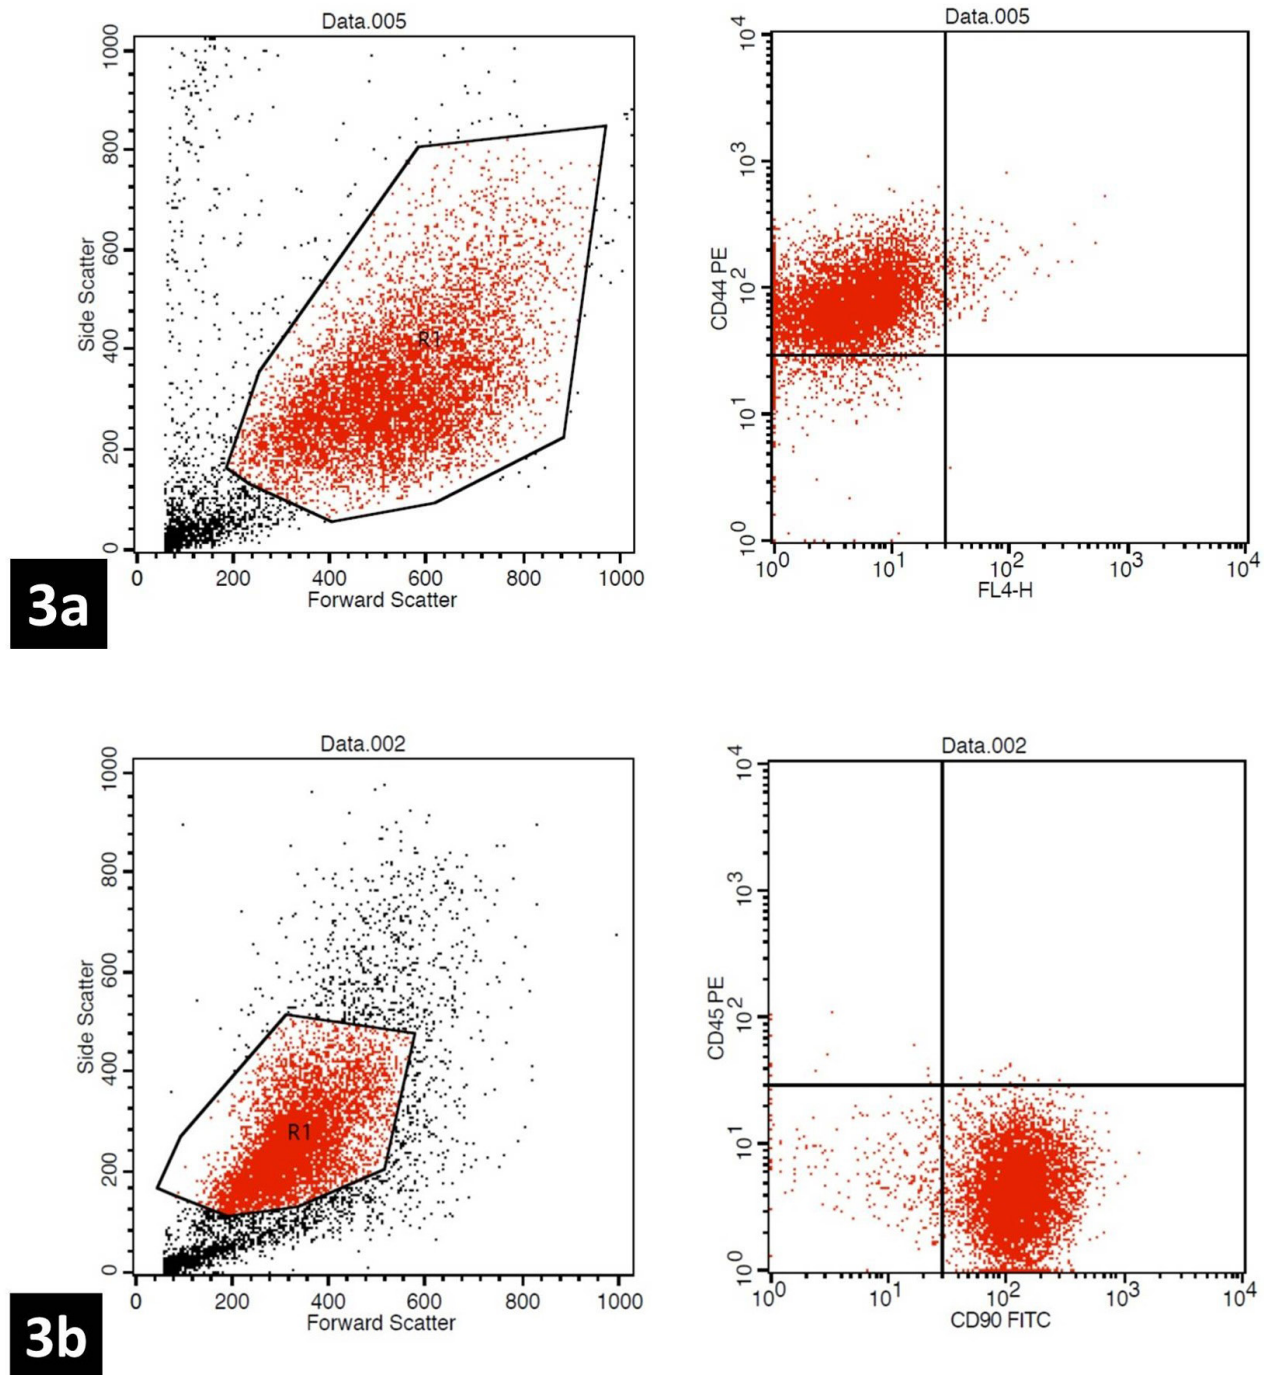 Data.005
1000
800
600
400
200
0
Side Scatter
R1
0 200 400 600 800 1000
Forward Scatter
Data.005
10^4
10^3
10^2
10^1
10^0
CD44 PE
10^0 10^1 10^2 10^3 10^4
FL4-H
3a
Data.002
1000
800
600
400
200
0
Side Scatter
R1
0 200 400 600 800 1000
Forward Scatter
Data.002
10^4
10^3
10^2
10^1
10^0
CD45 PE
10^0 10^1 10^2 10^3 10^4
CD90 FITC
3b